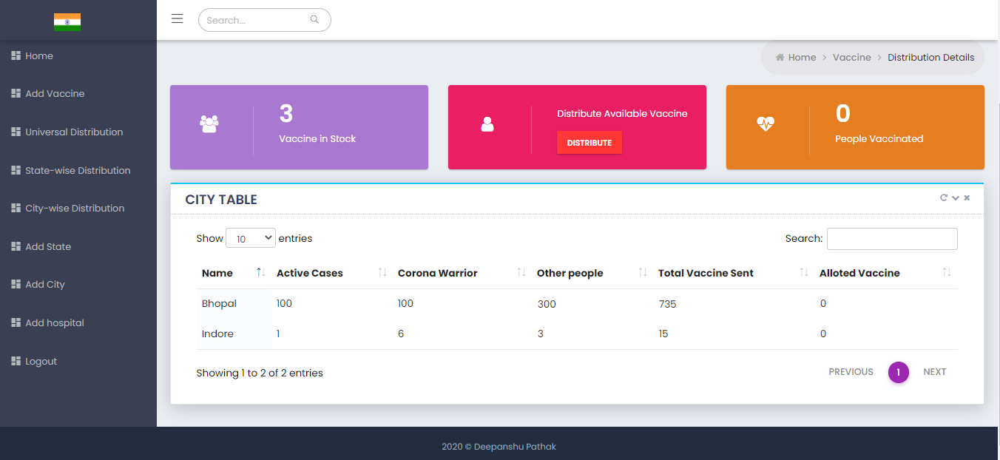 Search...
Home
Add Vaccine
Universal Distribution
State-wise Distribution
City-wise Distribution
Add State
Add City
Add hospital
Logout
Home > Vaccine > Distribution Details
3
Vaccine in Stock
Distribute Available Vaccine
DISTRIBUTE
0
People Vaccinated
CITY TABLE
Show 10 entries
Search:
Name Active Cases Corona Warrior Other people Total Vaccine Sent Alloted Vaccine
Bhopal 100 100 300 735 0
Indore 1 6 3 15 0
Showing 1 to 2 of 2 entries
PREVIOUS 1 NEXT
2020 © Deepanshu Pathak